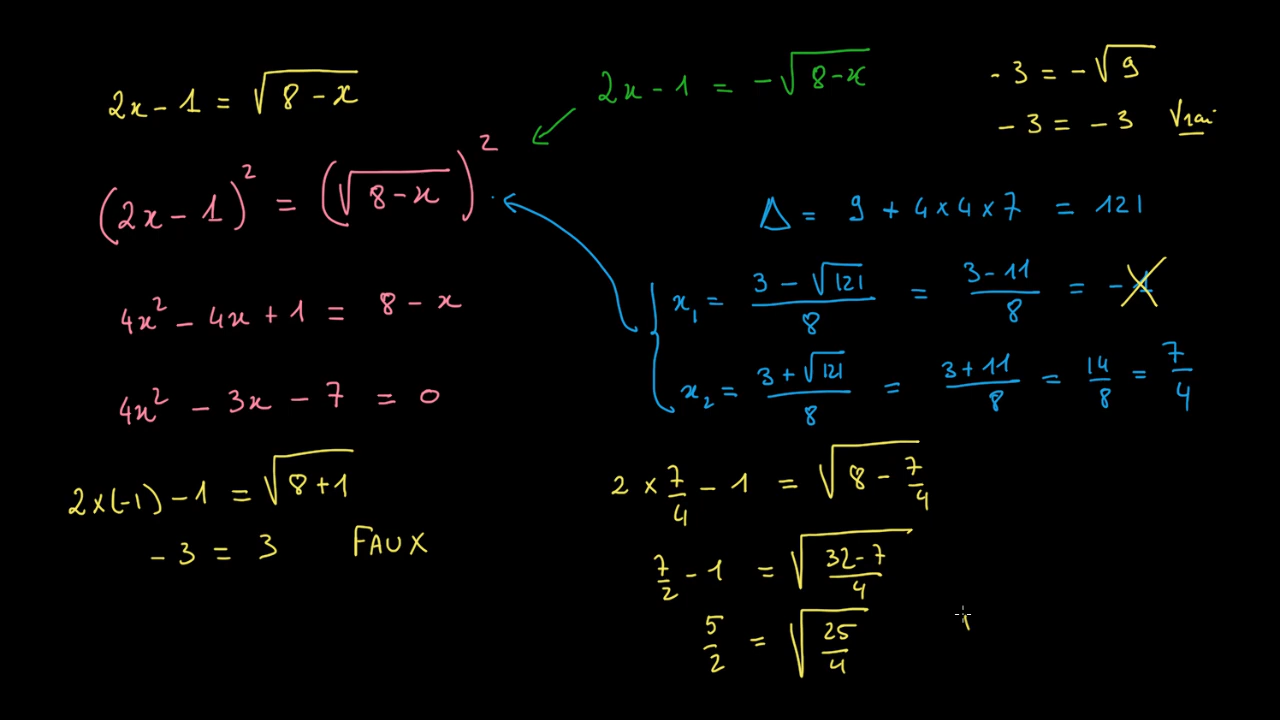 2x - 1 = √(8 - x)
(2x - 1)² = (√(8 - x))²
4x² - 4x + 1 = 8 - x
4x² - 3x - 7 = 0
2 × (-1) - 1 = √(8 + 1)
-3 = 3 FAUX
2x - 1 = -√(8 - x)
-3 = -√9
-3 = -3 Vrai
Δ = 9 + 4 × 4 × 7 = 121
x₁ = (3 - √121)/8 = (3 - 11)/8 = -1
x₂ = (3 + √121)/8 = (3 + 11)/8 = 14/8 = 7/4
2 × 7/4 - 1 = √(8 - 7/4)
7/2 - 1 = √((32 - 7)/4)
5/2 = √(25/4)